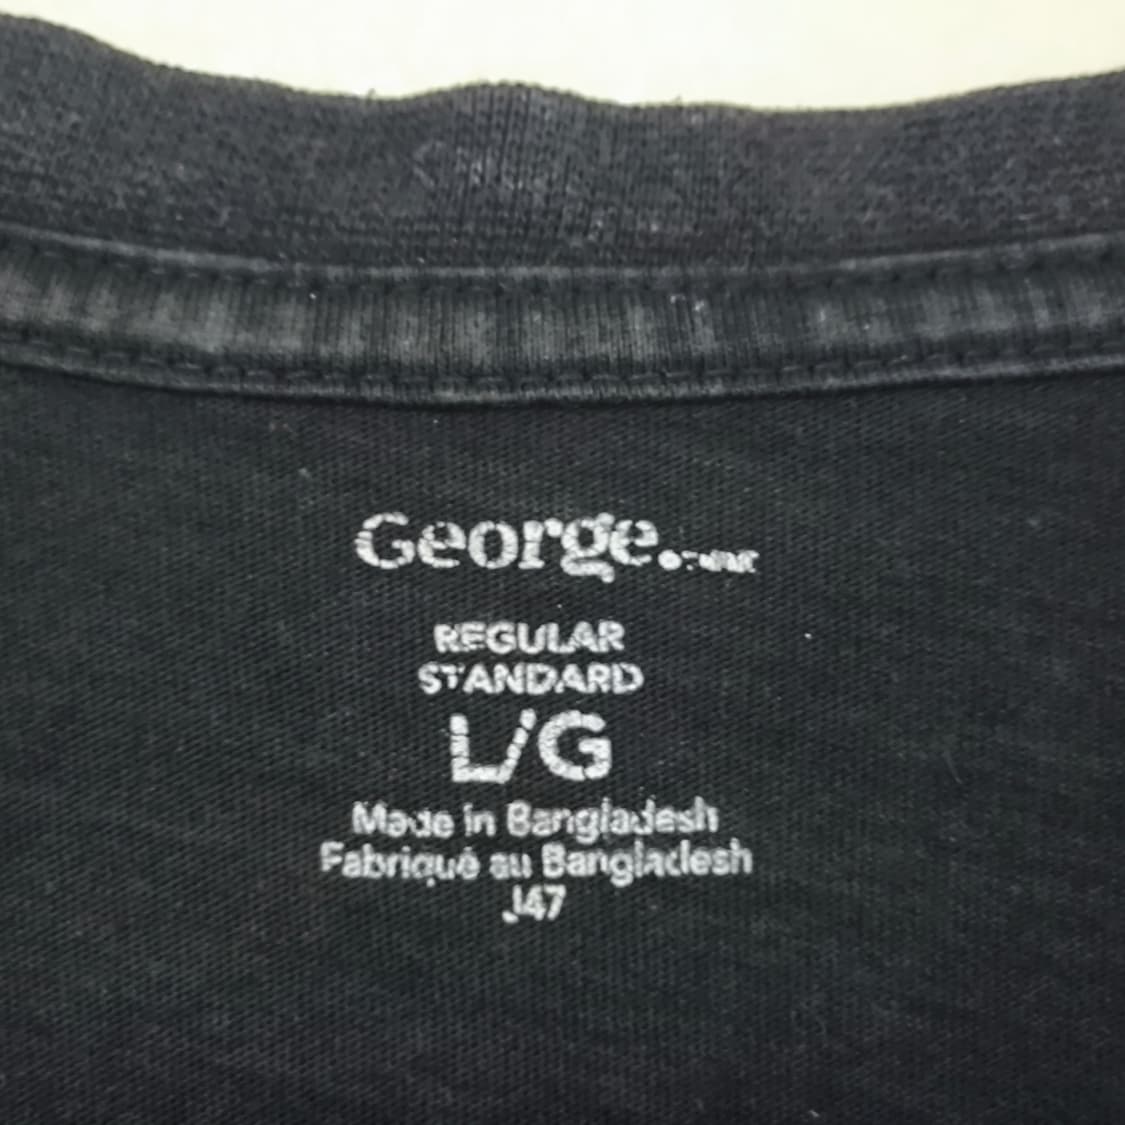 George.
REGULAR
STANDARD
L/G
Made in Bangladesh
Fabriqué au Bangladesh
J47